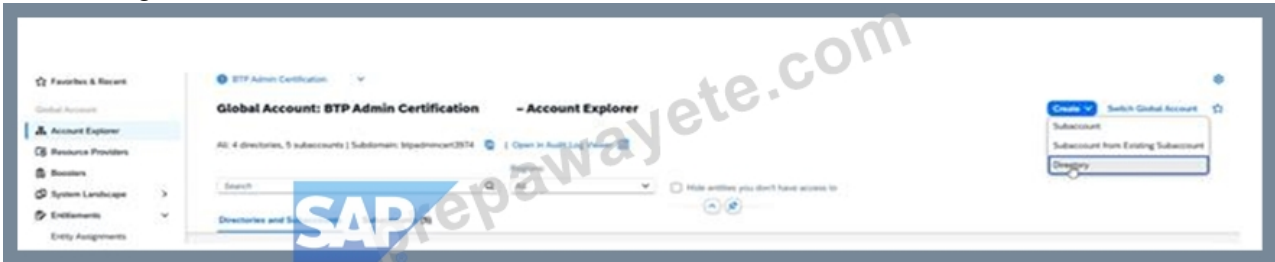 Favorites & Recent
BTP Admin Certification
Global Account
Global Account: BTP Admin Certification – Account Explorer
Create
Switch Global Account
Account Explorer
Subaccount
Resource Providers
All: 4 directories, 5 subaccounts | Subdomain: btpadmincert3974 | Open in Audit Log Viewer
Subaccount from Existing Subaccount
Boosters
Directory
System Landscape
Search
All
Hide entities you don't have access to
Entitlements
Directories and
Entity Assignments
SAP
prepawayete.com